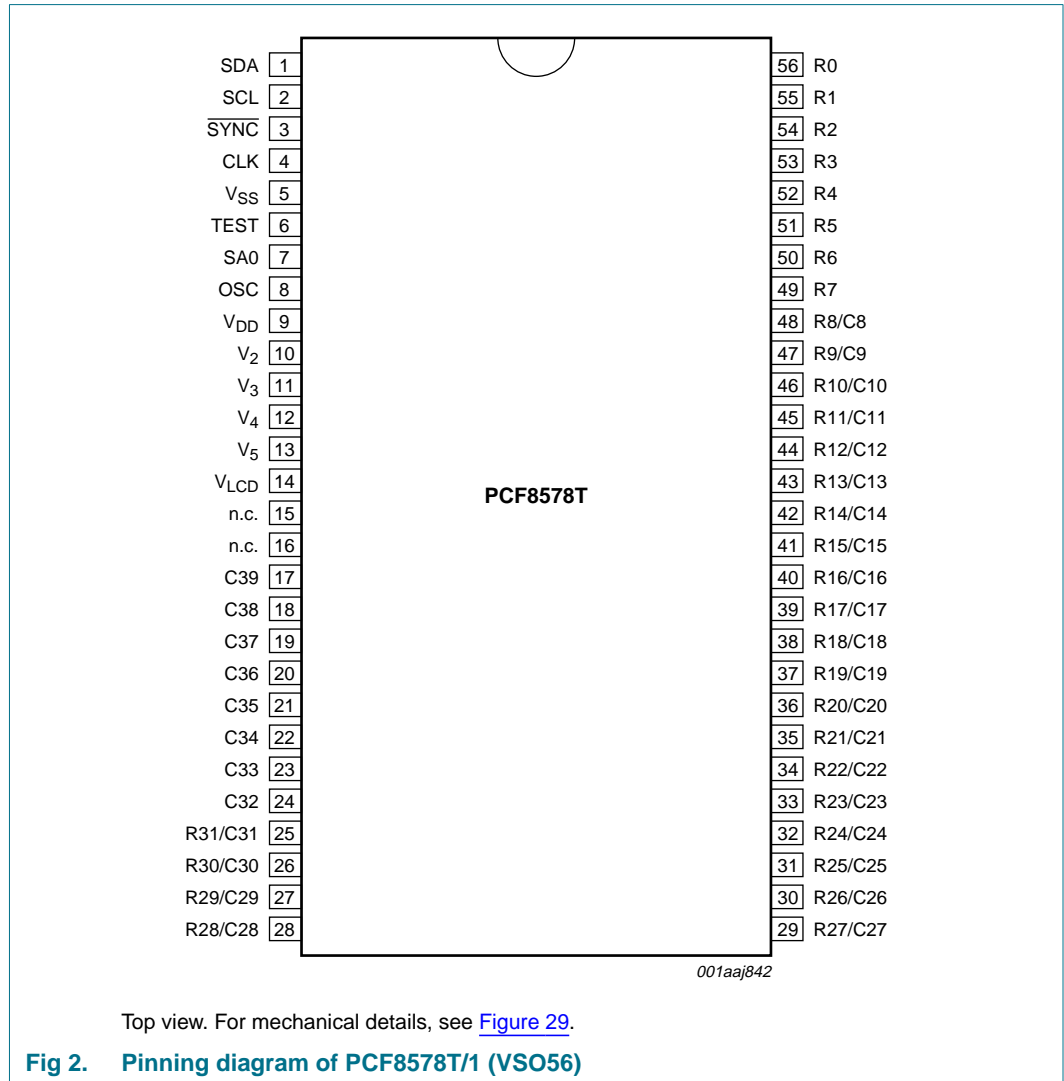 SDA 1 56 R0
SCL 2 55 R1
SYNC 3 54 R2
CLK 4 53 R3
VSS 5 52 R4
TEST 6 51 R5
SA0 7 50 R6
OSC 8 49 R7
VDD 9 48 R8/C8
V2 10 47 R9/C9
V3 11 46 R10/C10
V4 12 45 R11/C11
V5 13 44 R12/C12
VLCD 14 43 R13/C13
PCF8578T
n.c. 15 42 R14/C14
n.c. 16 41 R15/C15
C39 17 40 R16/C16
C38 18 39 R17/C17
C37 19 38 R18/C18
C36 20 37 R19/C19
C35 21 36 R20/C20
C34 22 35 R21/C21
C33 23 34 R22/C22
C32 24 33 R23/C23
R31/C31 25 32 R24/C24
R30/C30 26 31 R25/C25
R29/C29 27 30 R26/C26
R28/C28 28 29 R27/C27
001aaj842
Top view. For mechanical details, see Figure 29.
Fig 2. Pinning diagram of PCF8578T/1 (VSO56)